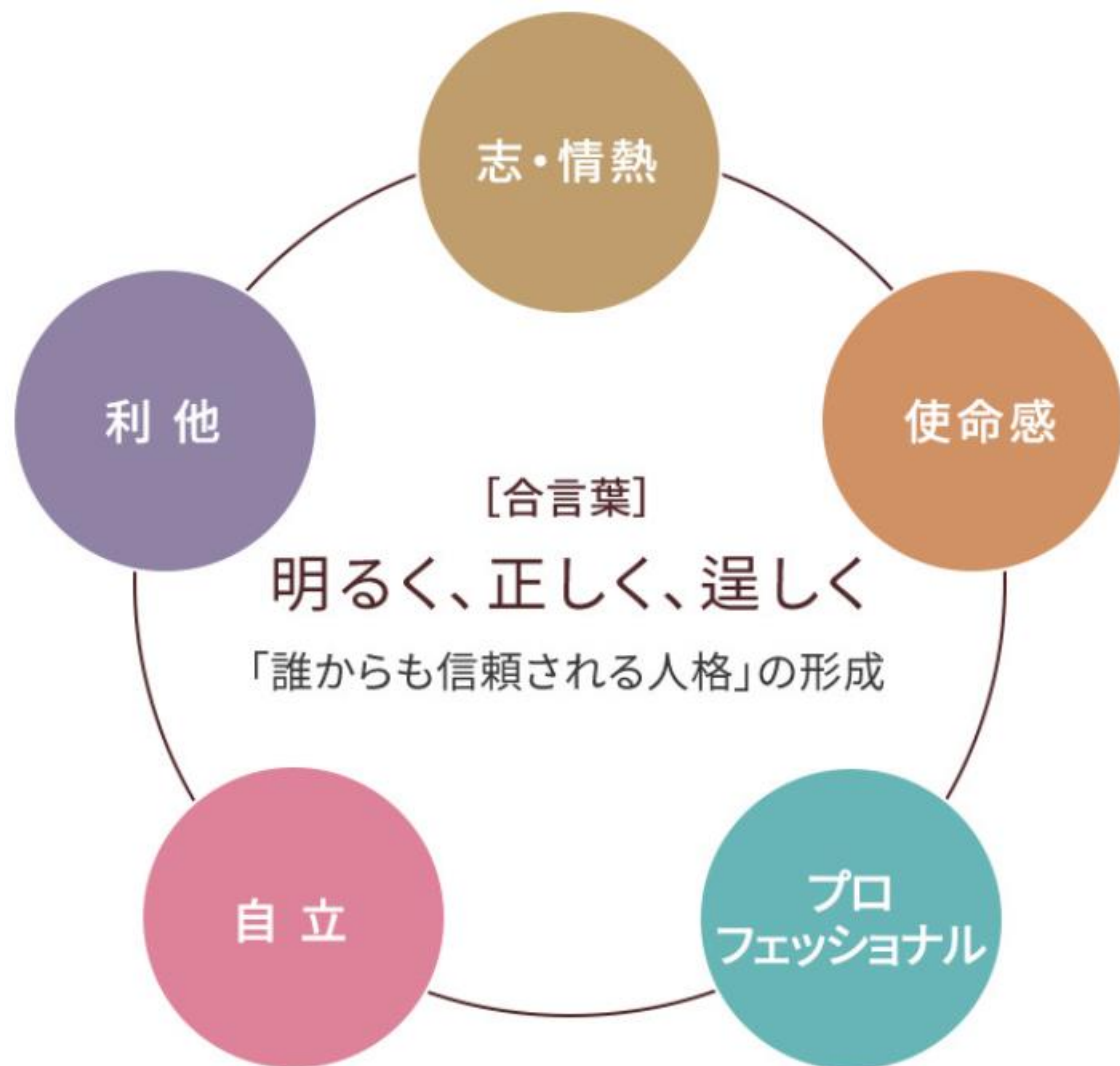 志・情熱
使命感
利 他
［合言葉］
明るく、正しく、逞しく
「誰からも信頼される人格」の形成
自 立
プロ
フェッショナル